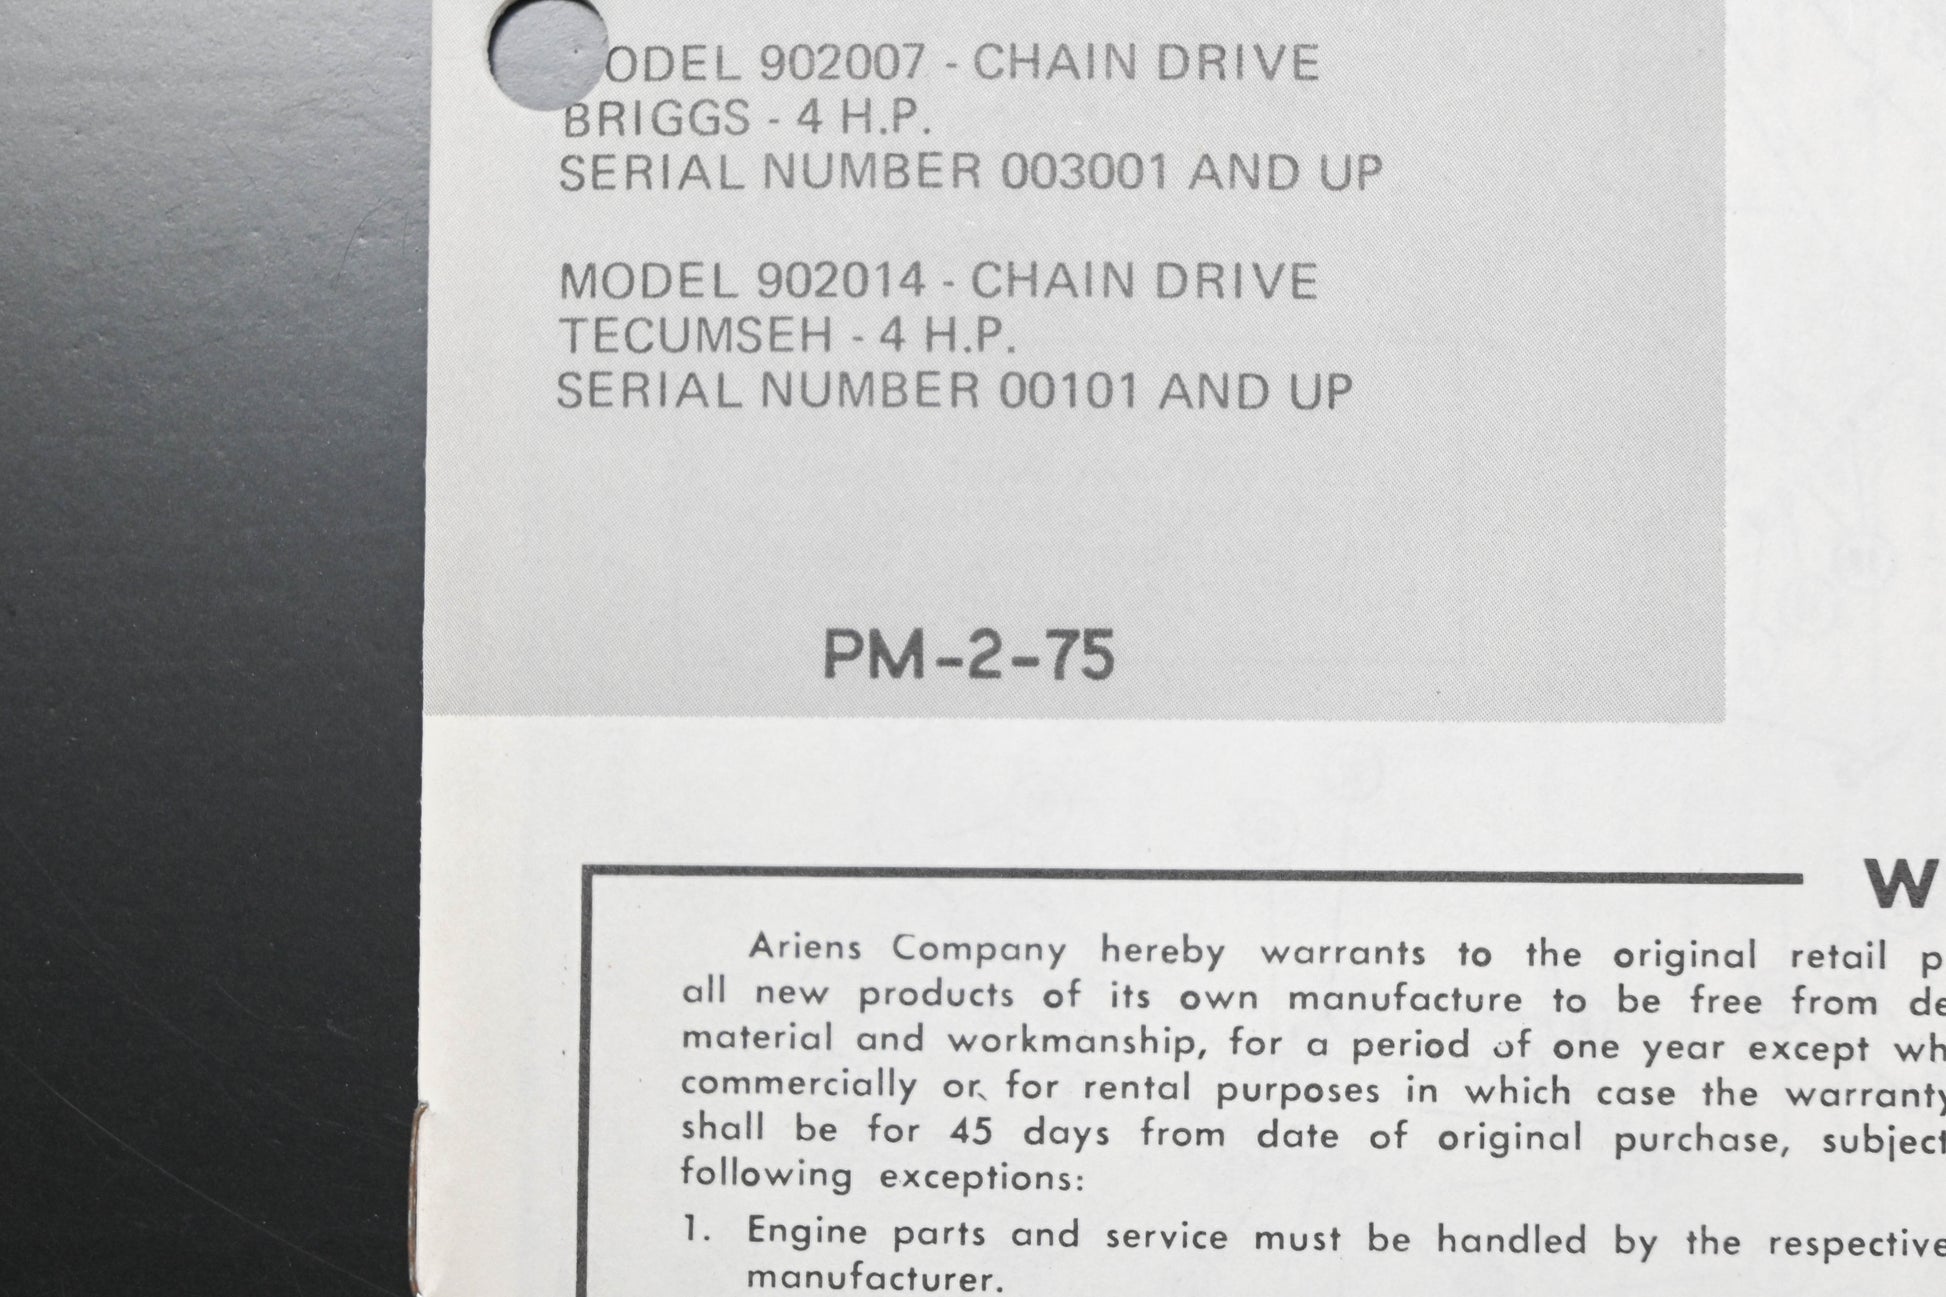 ODEL 902007 - CHAIN DRIVE
BRIGGS - 4 H.P.
SERIAL NUMBER 003001 AND UP
MODEL 902014 - CHAIN DRIVE
TECUMSEH - 4 H.P.
SERIAL NUMBER 00101 AND UP
PM-2-75
W
Ariens Company hereby warrants to the original retail p
all new products of its own manufacture to be free from de
material and workmanship, for a period of one year except wh
commercially or for rental purposes in which case the warranty
shall be for 45 days from date of original purchase, subject
following exceptions:
1. Engine parts and service must be handled by the respective
manufacturer.